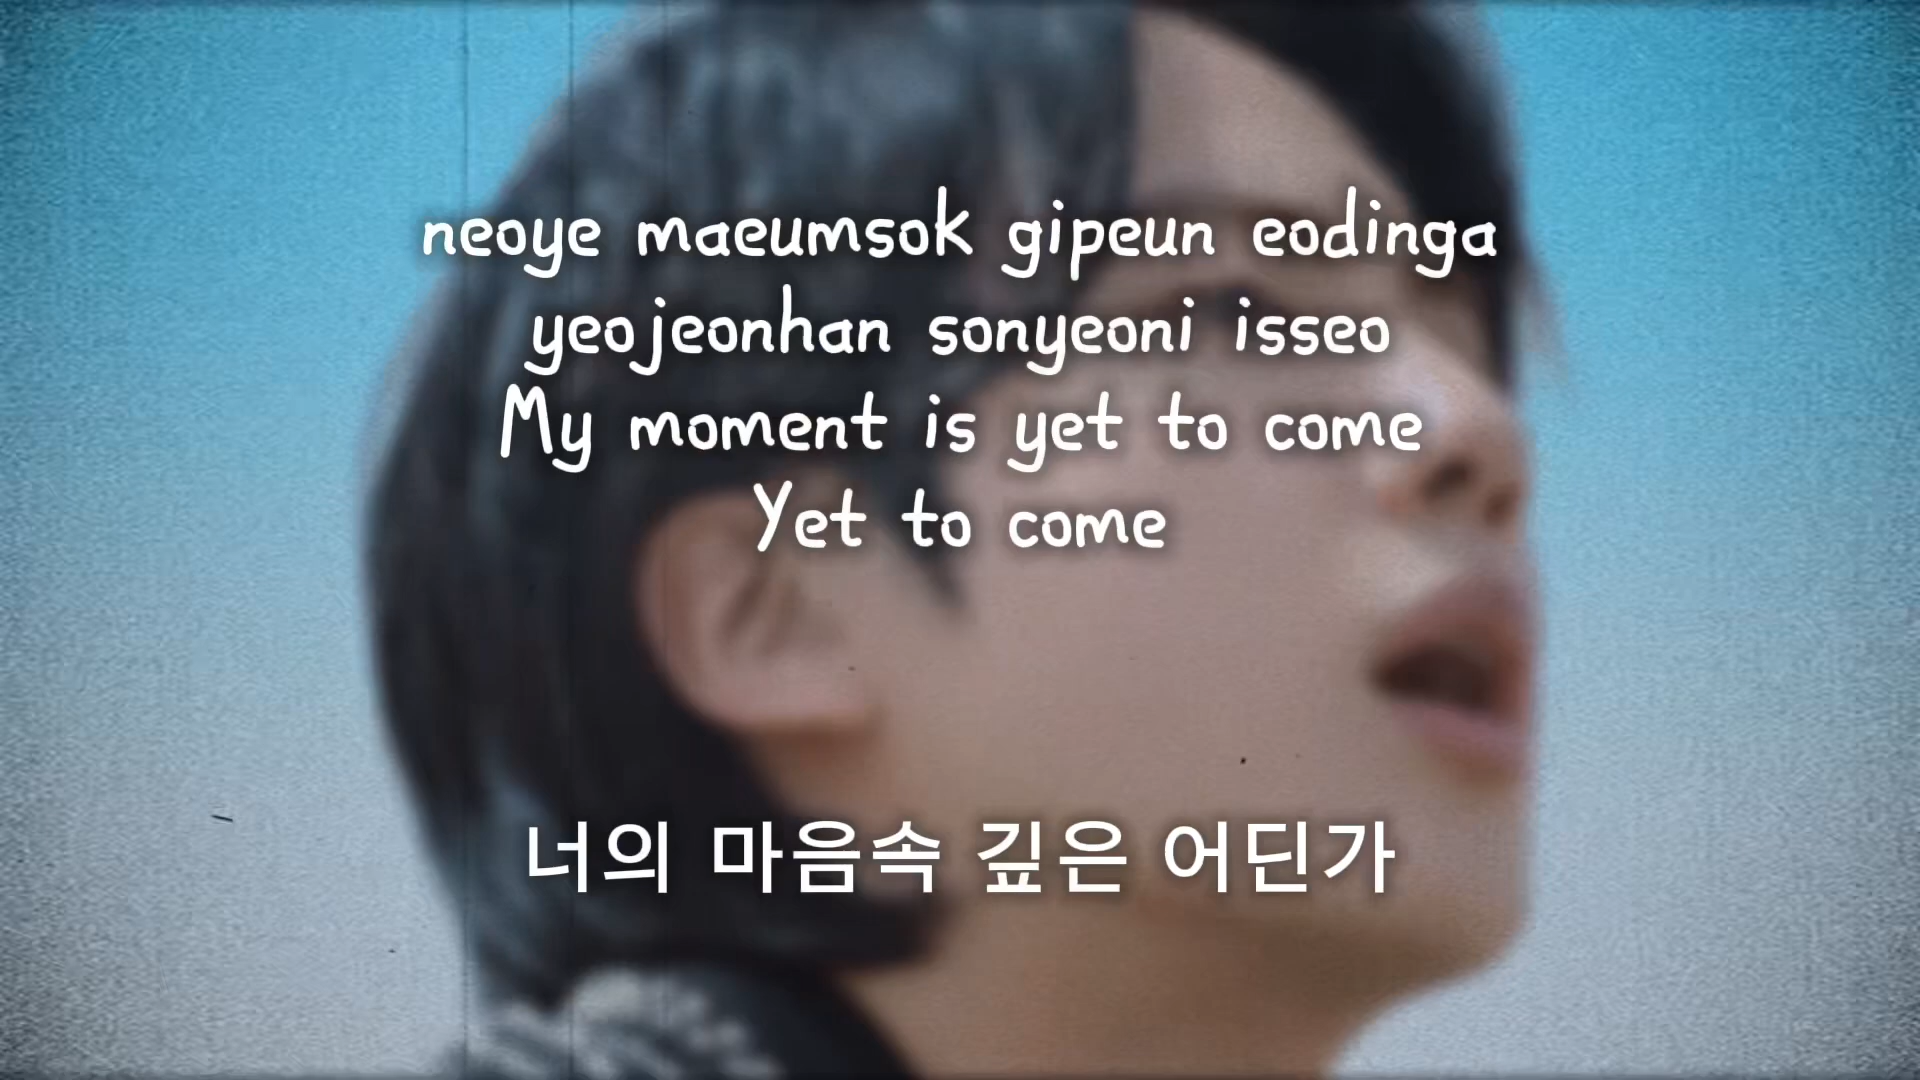 neoye maeumsok gipeun eodinga
yeojeonhan sonyeoni isseo
My moment is yet to come
Yet to come
너의 마음속 깊은 어딘가